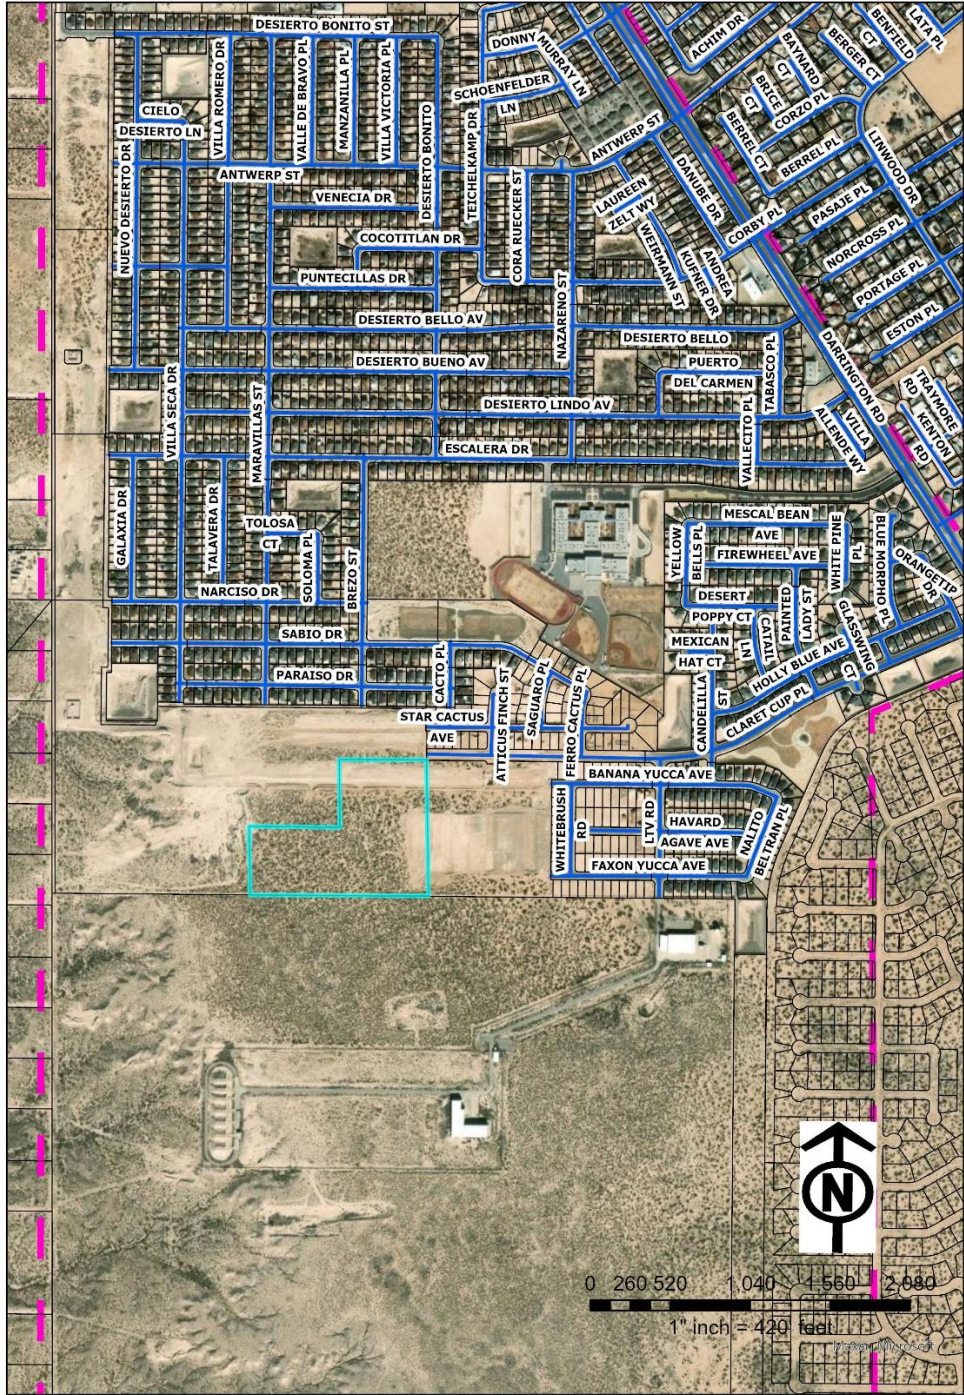 DESIERTO BONITO ST
DONNY
MURRAY LN
ACHIM DR
LATA PL
BENFIELD
CT
BERGER CT
BAYNARD
CT
BRICE
CT
CORZO PL
BERREL CT
BERREL PL
LINWOOD DR
SCHOENFELDER
LN
VILLA ROMERO DR
VALLE DE BRAVO PL
MANZANILLA PL
VILLA VICTORIA PL
CIELO
DESIERTO LN
NUEVO DESIERTO DR
ANTWERP ST
ANTWERP ST
DESIERTO BONITO
TEICHELKAMP DR
CORA RUECKER ST
VENECIA DR
COCOTITLAN DR
PUNTECILLAS DR
LAUREEN
ZELT WY
WEIRMANN ST
ANDREA
KUFNER DR
DANUBE DR
CORBY PL
PASAJE PL
NORCROSS PL
PORTAGE PL
ESTON PL
DARRINGTON RD
TRAYMORE
RD
KENTON
RD
DESIERTO BELLO AV
DESIERTO BELLO
NAZARENO ST
DESIERTO BUENO AV
PUERTO
DEL CARMEN
TABASCO PL
DESIERTO LINDO AV
VALLECITO PL
VILLA
ALLENDE WY
VILLA SECA DR
MARAVILLAS ST
ESCALERA DR
GALAXIA DR
TALAVERA DR
TOLOSA
CT
SOLOMA PL
BREZO ST
NARCISO DR
SABIO DR
PARAISO DR
CACTO PL
YELLOW
BELLS PL
MESCAL BEAN
AVE
FIREWHEEL AVE
WHITE PINE
PL
BLUE MORPHO PL
ORANGETIP
DR
DESERT
POPPY CT
PAINTED
LADY ST
CATTAIL
LN
MEXICAN
HAT CT
GLASSWING
CT
HOLLY BLUE AVE
CLARET CUP PL
CANDELILLA
ST
STAR CACTUS
AVE
ATTICUS FINCH ST
SAGUARO PL
FERRO CACTUS PL
BANANA YUCCA AVE
WHITEBRUSH
RD
LTV RD
HAVARD
AGAVE AVE
NALITO
BELTRAN PL
FAXON YUCCA AVE
N
0 260 520 1,040 1,560 2,080
1" inch = 420 feet